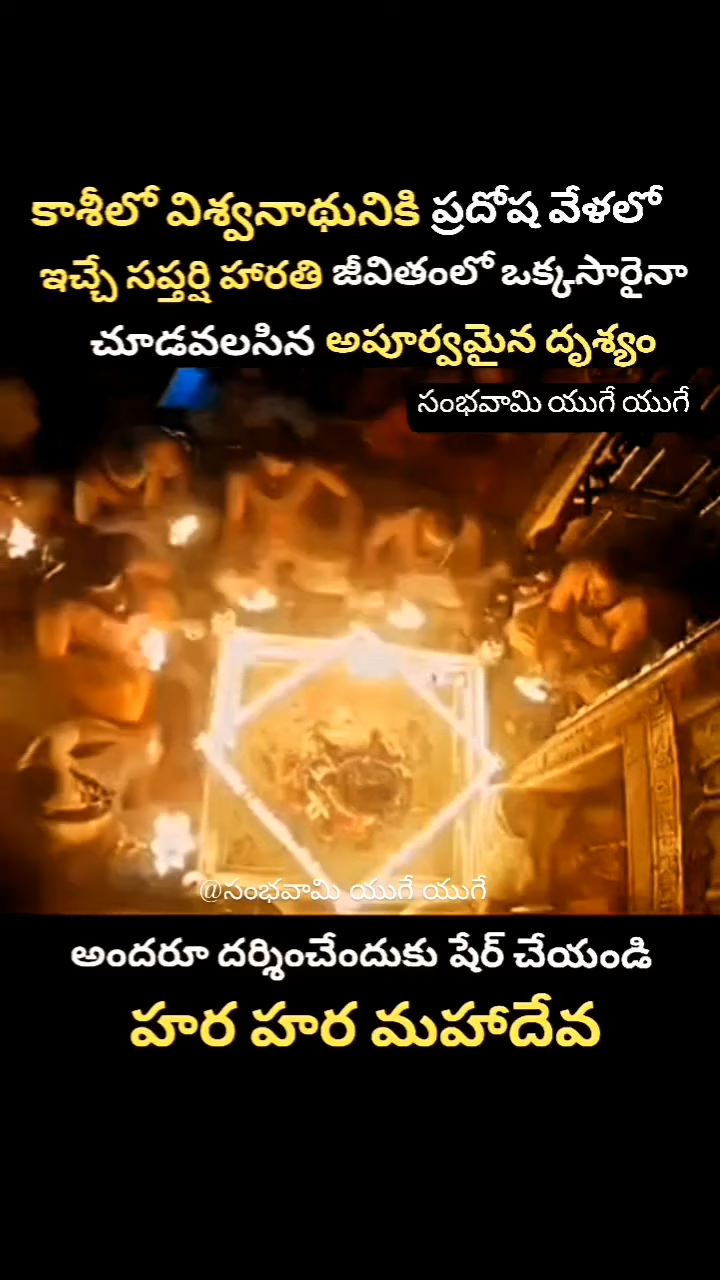 కాశీలో విశ్వనాథునికి ప్రదోష వేళలో
ఇచ్చే సప్తర్షి హారతి జీవితంలో ఒక్కసారైనా
చూడవలసిన అపూర్వమైన దృశ్యం
సంభవామి యుగే యుగే
@సంభవామి యుగే యుగే
అందరూ దర్శించేందుకు షేర్ చేయండి
హర హర మహాదేవ